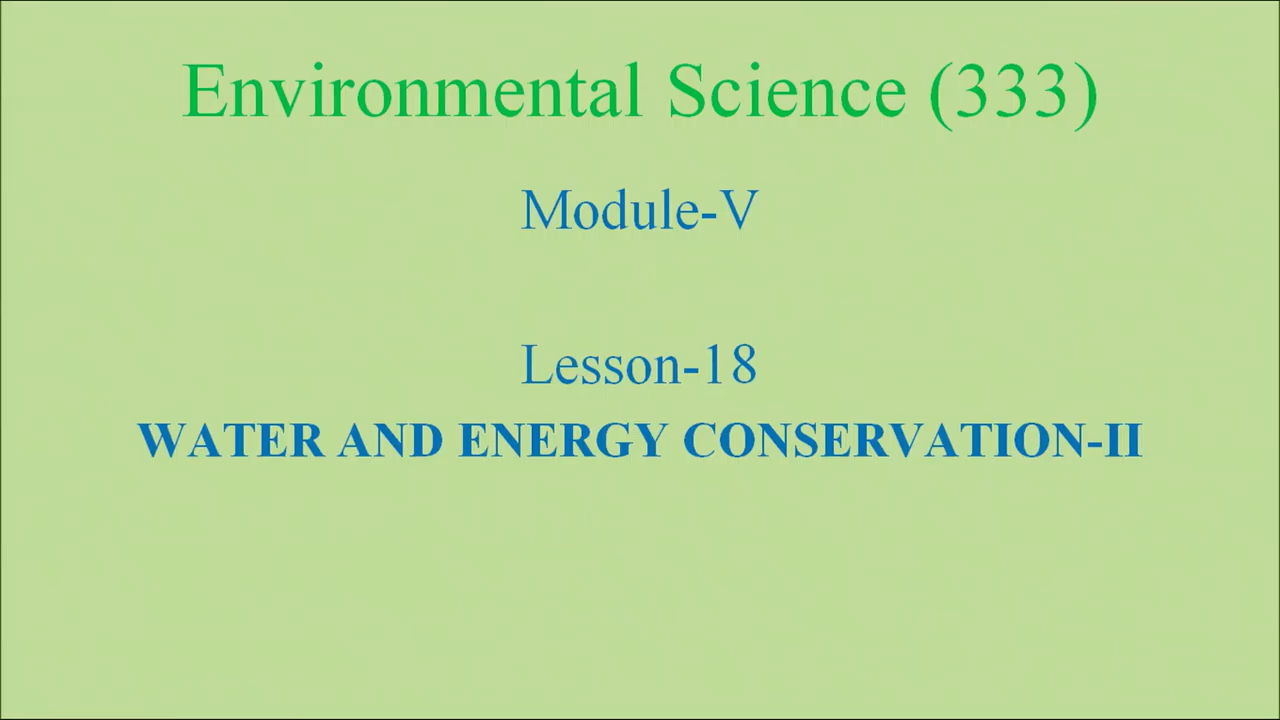 Environmental Science (333)
Module-V
Lesson-18
WATER AND ENERGY CONSERVATION-II